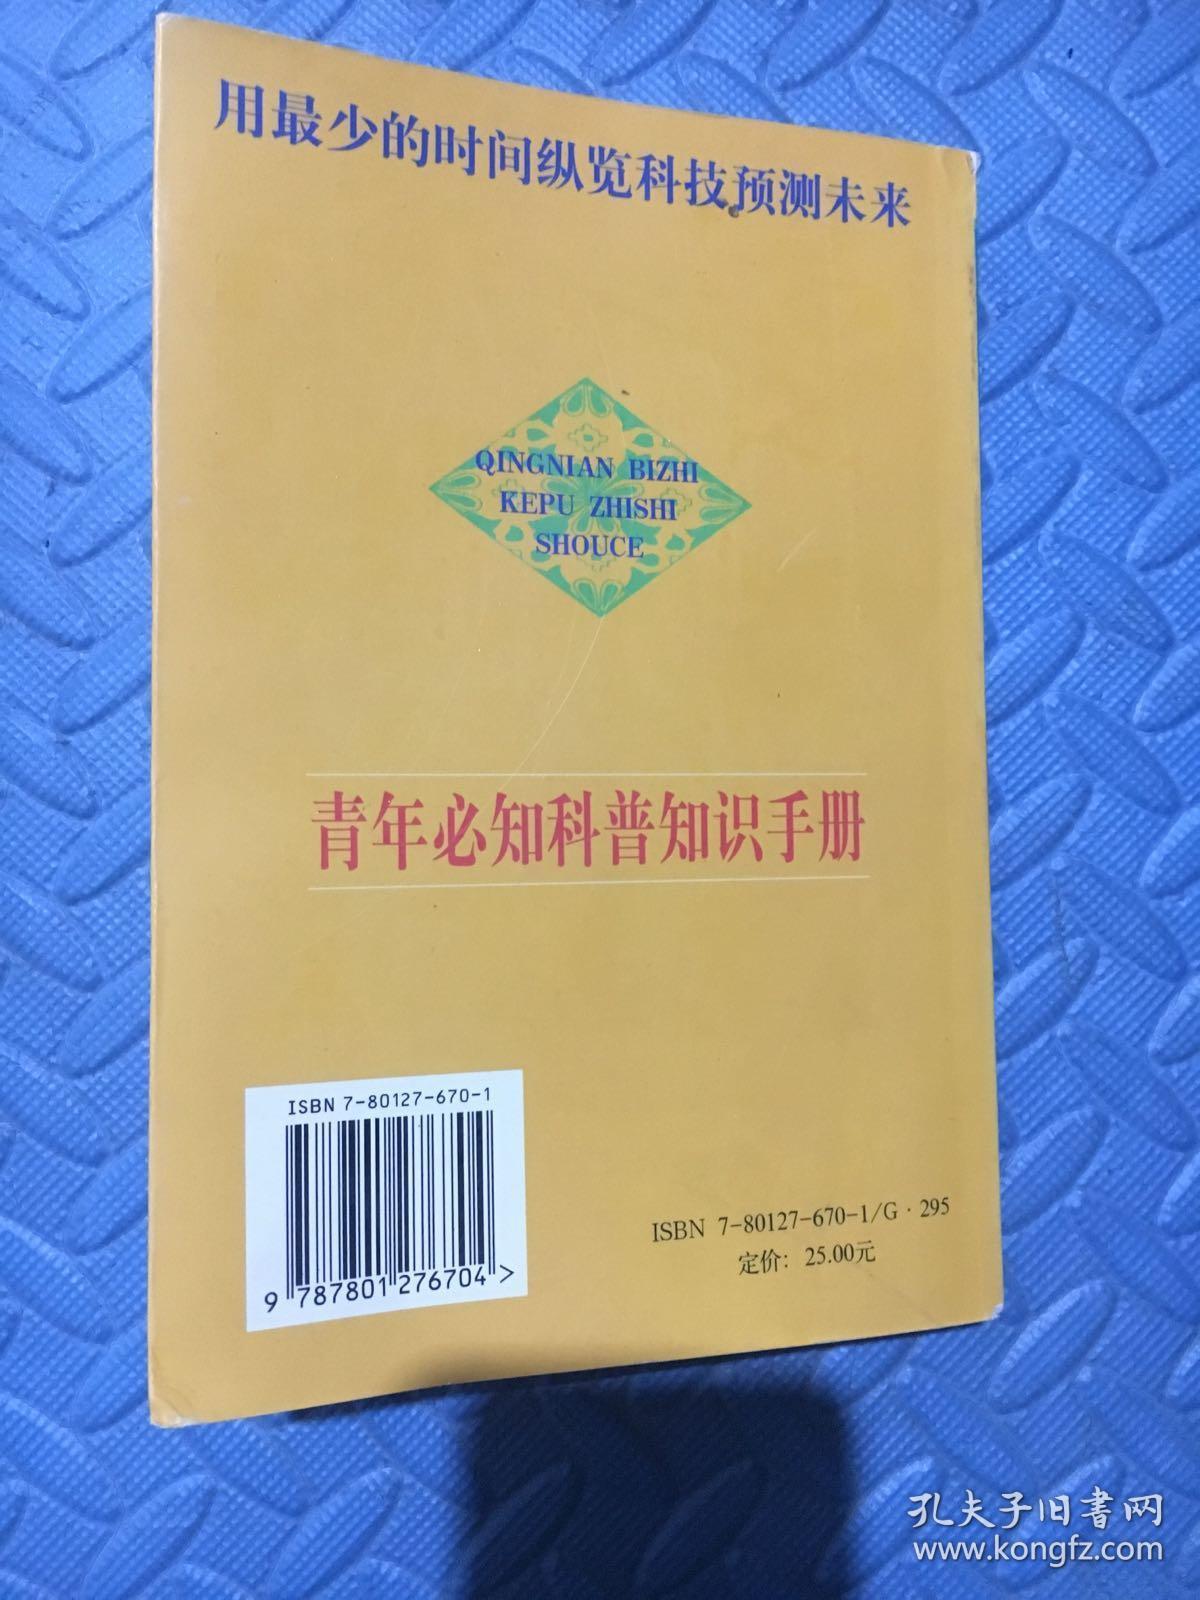 用最少的时间纵览科技预测未来
QINGNIAN BIZHI
KEPU ZHISHI
SHOUCE
青年必知科普知识手册
ISBN 7-80127-670-1
9 787801 276704 >
ISBN 7-80127-670-1/G·295
定价：25.00元
孔夫子旧书网
www.kongfz.com